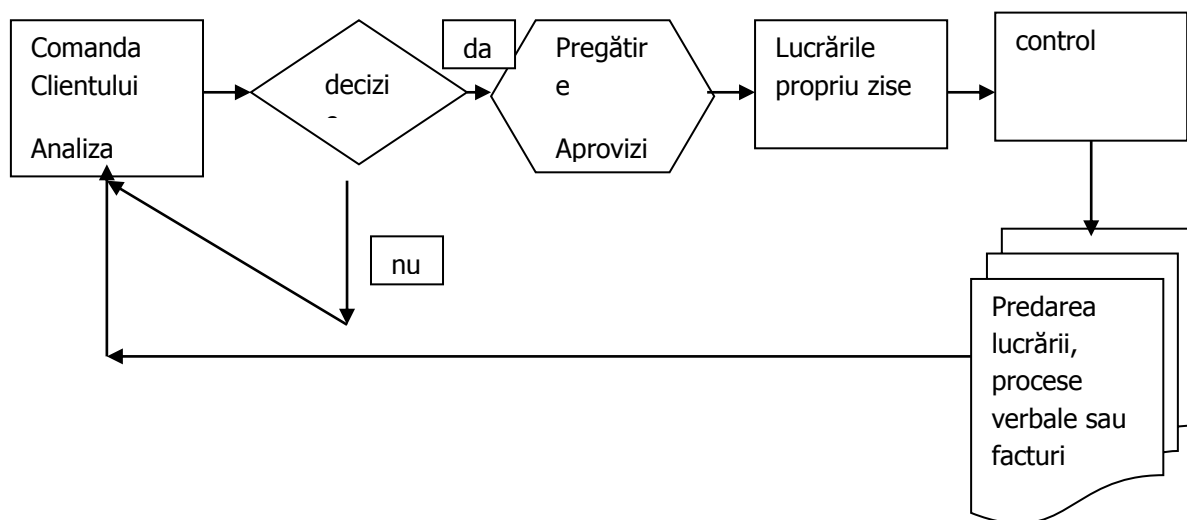 Comanda
Clientului
Analiza
decizi
da
Pregătir
e
Aprovizi
Lucrările
propriu zise
control
nu
Predarea
lucrării,
procese
verbale sau
facturi